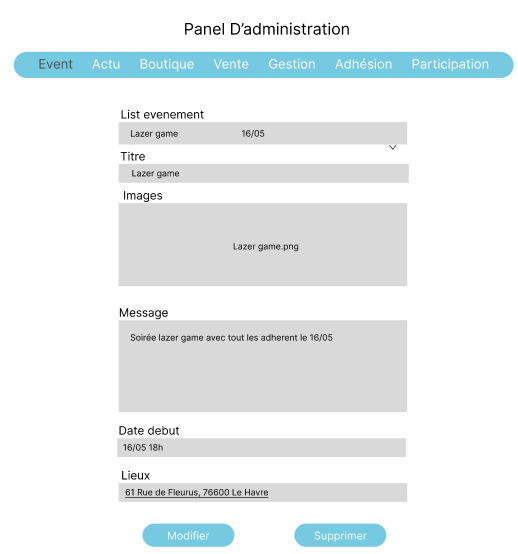 Panel D'administration
Event Actu Boutique Vente Gestion Adhésion Participation
List evenement
Lazer game 16/05
Titre
Lazer game
Images
Lazer game.png
Message
Soirée lazer game avec tout les adherent le 16/05
Date debut
16/05 18h
Lieux
61 Rue de Fleurus, 76600 Le Havre
Modifier Supprimer